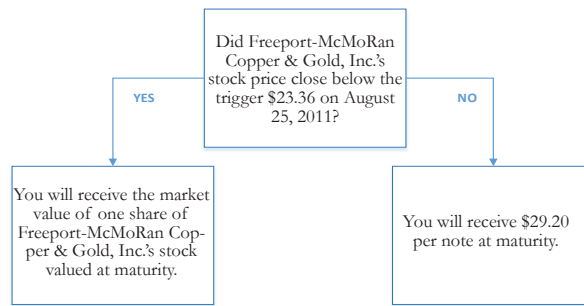 Did Freeport-McMoRan
Copper & Gold, Inc.'s
stock price close below the
trigger $23.36 on August
25, 2011?
YES
NO
You will receive the market
value of one share of
Freeport-McMoRan Cop-
per & Gold, Inc.'s stock
valued at maturity.
You will receive $29.20
per note at maturity.